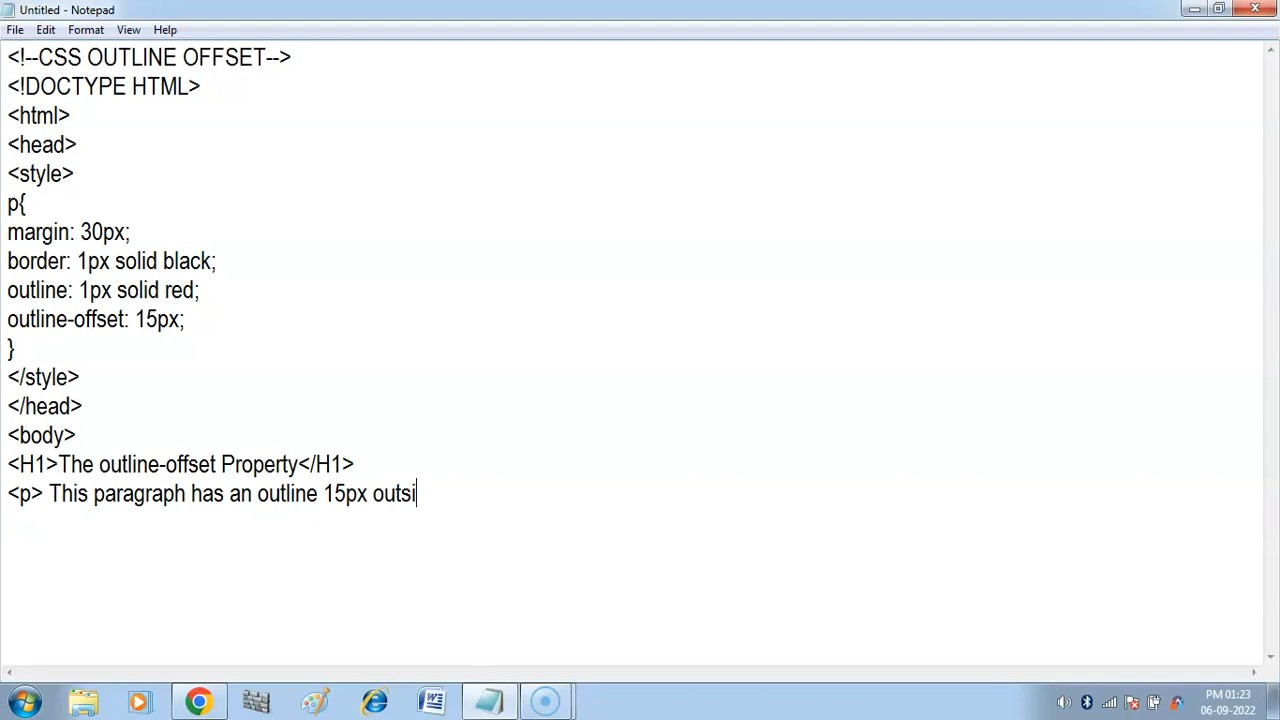 Untitled - Notepad
File Edit Format View Help
<!--CSS OUTLINE OFFSET-->
<!DOCTYPE HTML>
<html>
<head>
<style>
p{
margin: 30px;
border: 1px solid black;
outline: 1px solid red;
outline-offset: 15px;
}
</style>
</head>
<body>
<H1>The outline-offset Property</H1>
<p> This paragraph has an outline 15px outsi
PM 01:23
06-09-2022